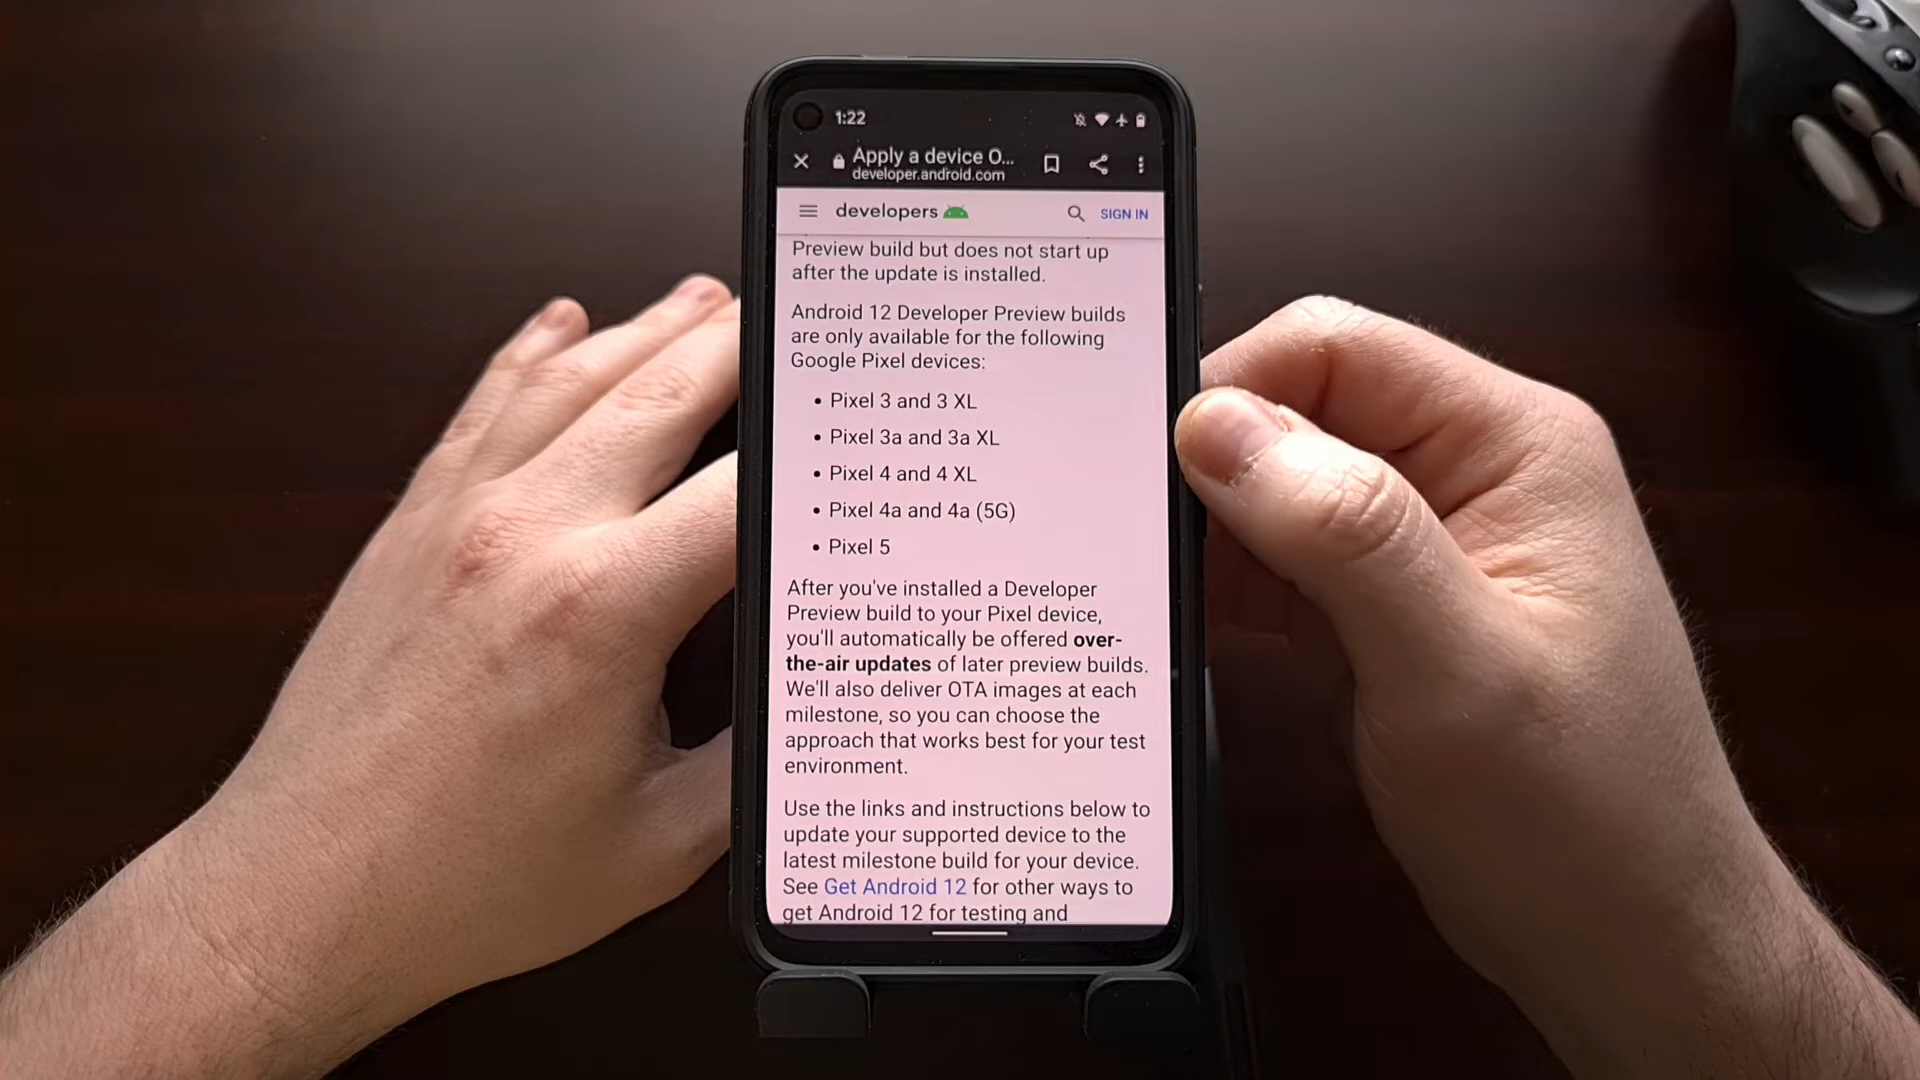 1:22
Apply a device O...
developer.android.com
developers
SIGN IN
Preview build but does not start up
after the update is installed.
Android 12 Developer Preview builds
are only available for the following
Google Pixel devices:
• Pixel 3 and 3 XL
• Pixel 3a and 3a XL
• Pixel 4 and 4 XL
• Pixel 4a and 4a (5G)
• Pixel 5
After you've installed a Developer
Preview build to your Pixel device,
you'll automatically be offered over-
the-air updates of later preview builds.
We'll also deliver OTA images at each
milestone, so you can choose the
approach that works best for your test
environment.
Use the links and instructions below to
update your supported device to the
latest milestone build for your device.
See Get Android 12 for other ways to
get Android 12 for testing and